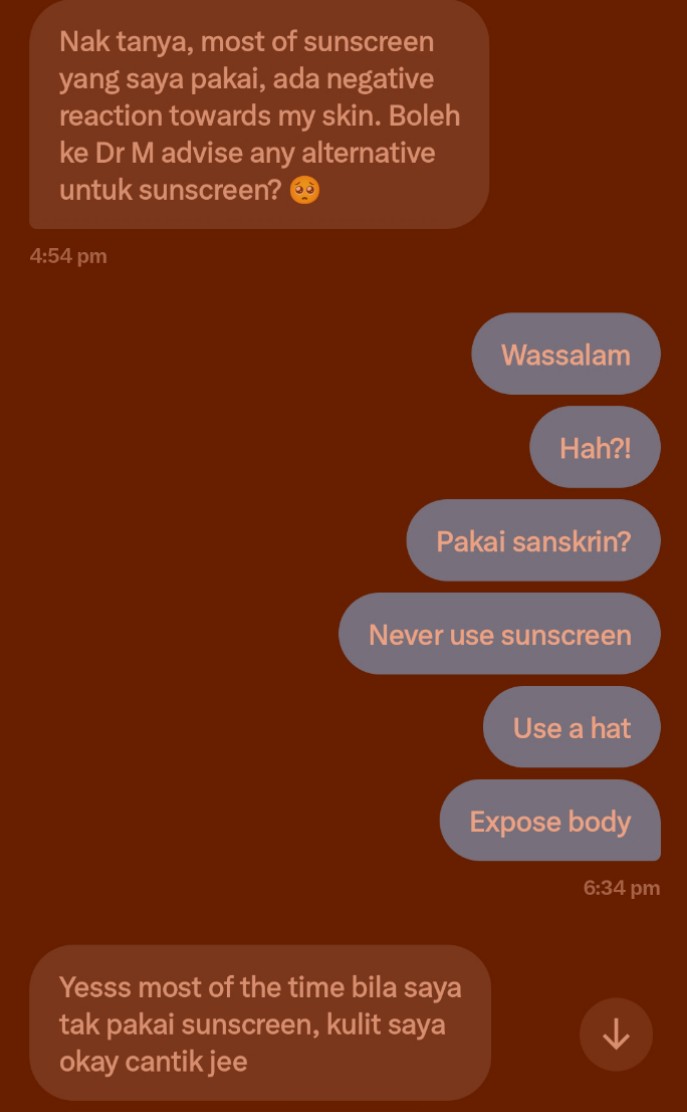 Nak tanya, most of sunscreen
yang saya pakai, ada negative
reaction towards my skin. Boleh
ke Dr M advise any alternative
untuk sunscreen? 🥺
4:54 pm
Wassalam
Hah?!
Pakai sanskrin?
Never use sunscreen
Use a hat
Expose body
6:34 pm
Yesss most of the time bila saya
tak pakai sunscreen, kulit saya
okay cantik jee